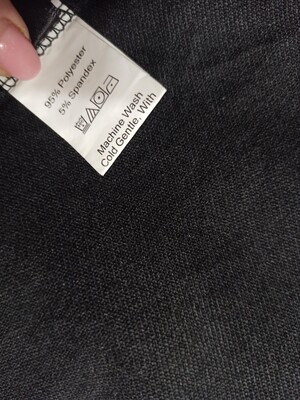 95% Polyester
5% Spandex
Machine Wash
Cold Gentle, With